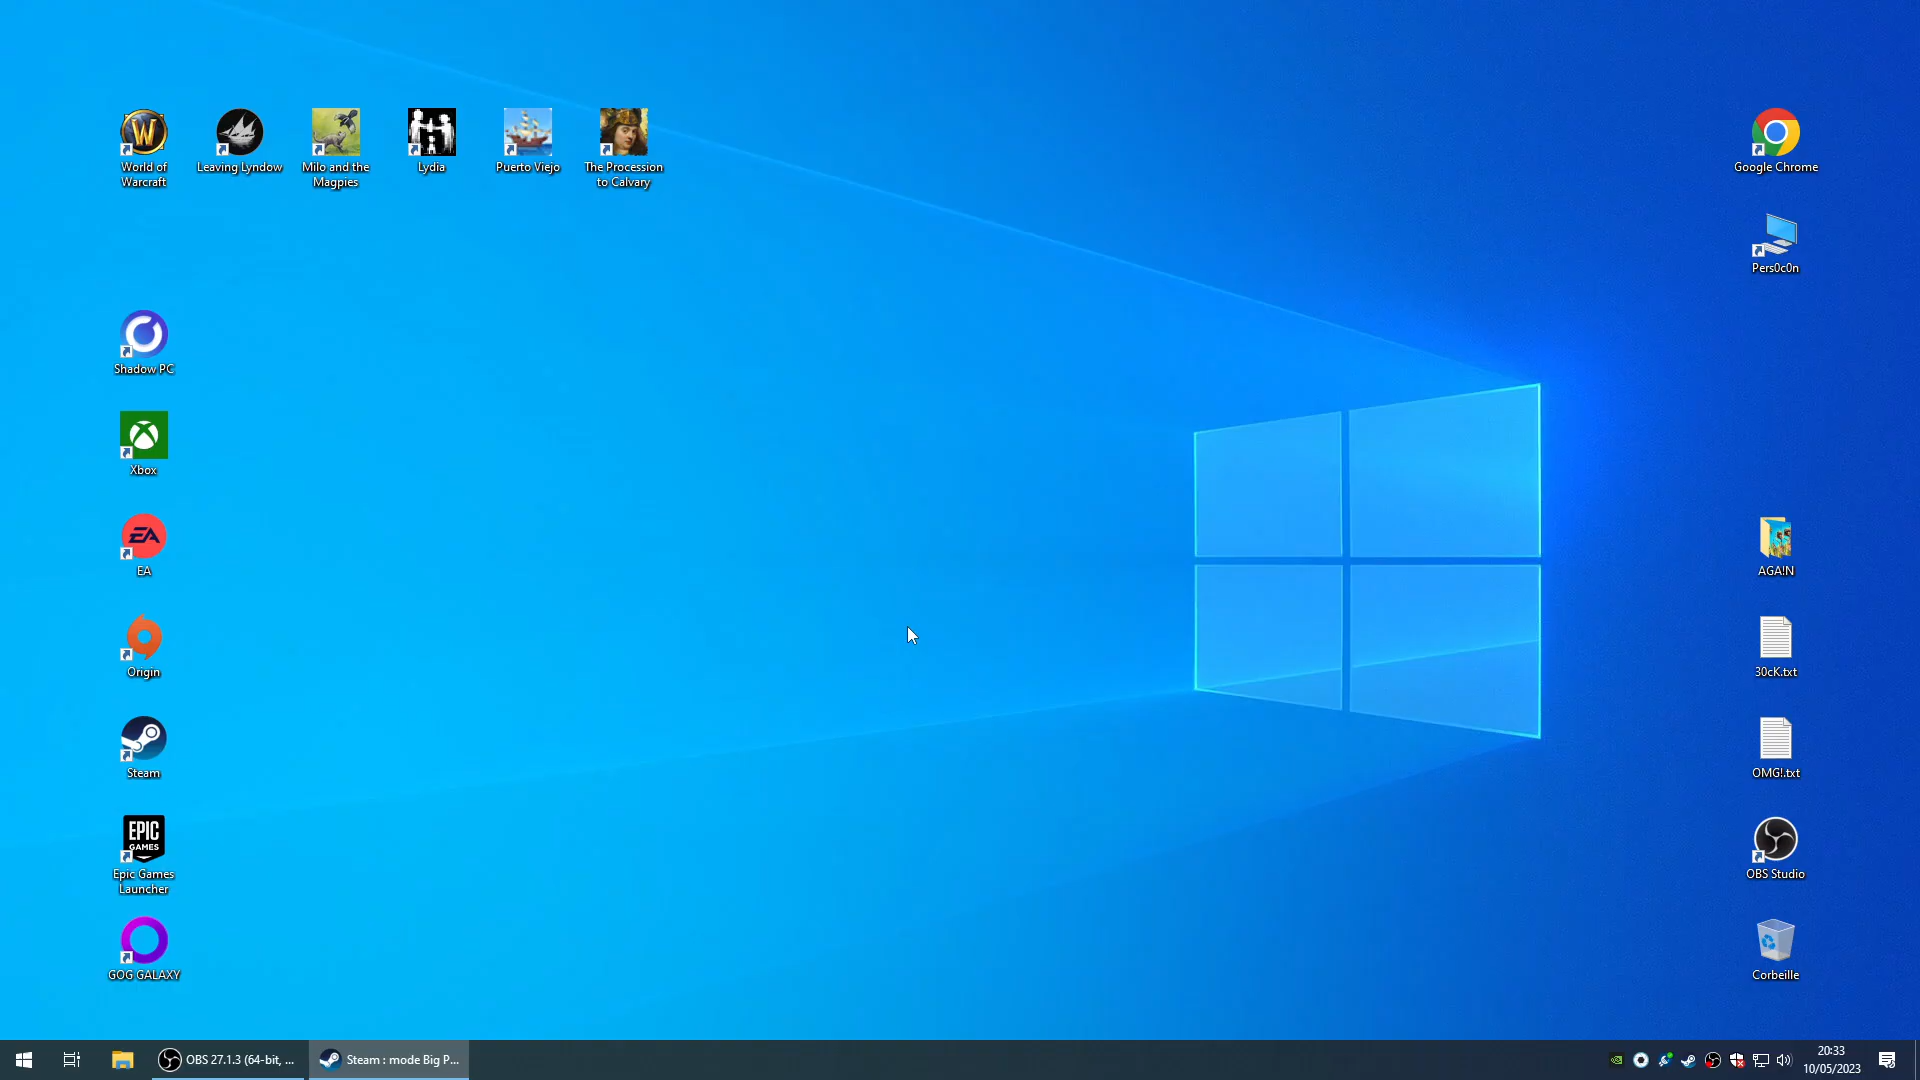 World of
Warcraft
Leaving Lyndow
Milo and the
Magpies
Lydia
Puerto Viejo
The Procession
to Calvary
Google Chrome
Pers0c0n
Shadow PC
Xbox
EA
EA
AGA!N
Origin
30cK.txt
Steam
OMG!.txt
EPIC
GAMES
Epic Games
Launcher
OBS Studio
GOG GALAXY
Corbeille
OBS 27.1.3 (64-bit, ...
Steam : mode Big P...
20:33
10/05/2023